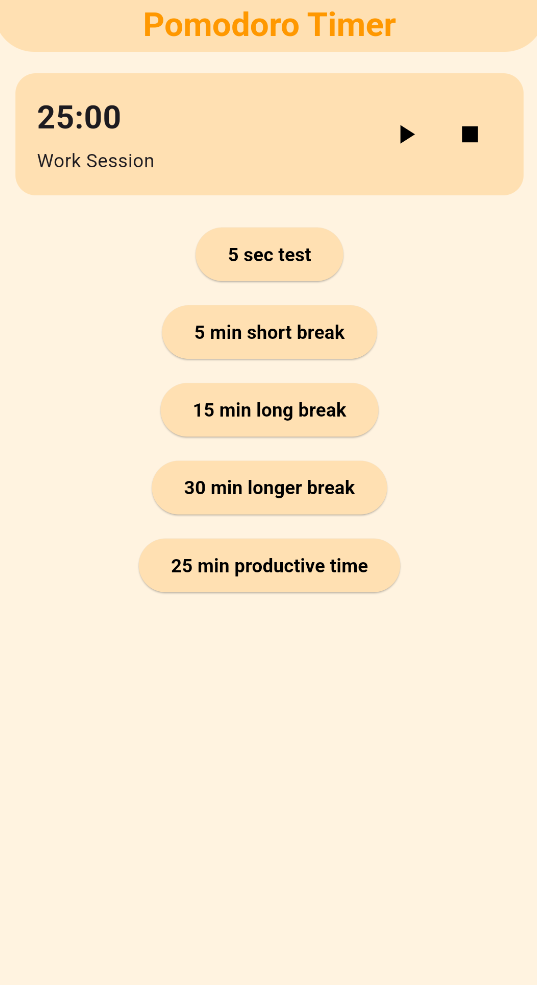 Pomodoro Timer
25:00
Work Session
5 sec test
5 min short break
15 min long break
30 min longer break
25 min productive time